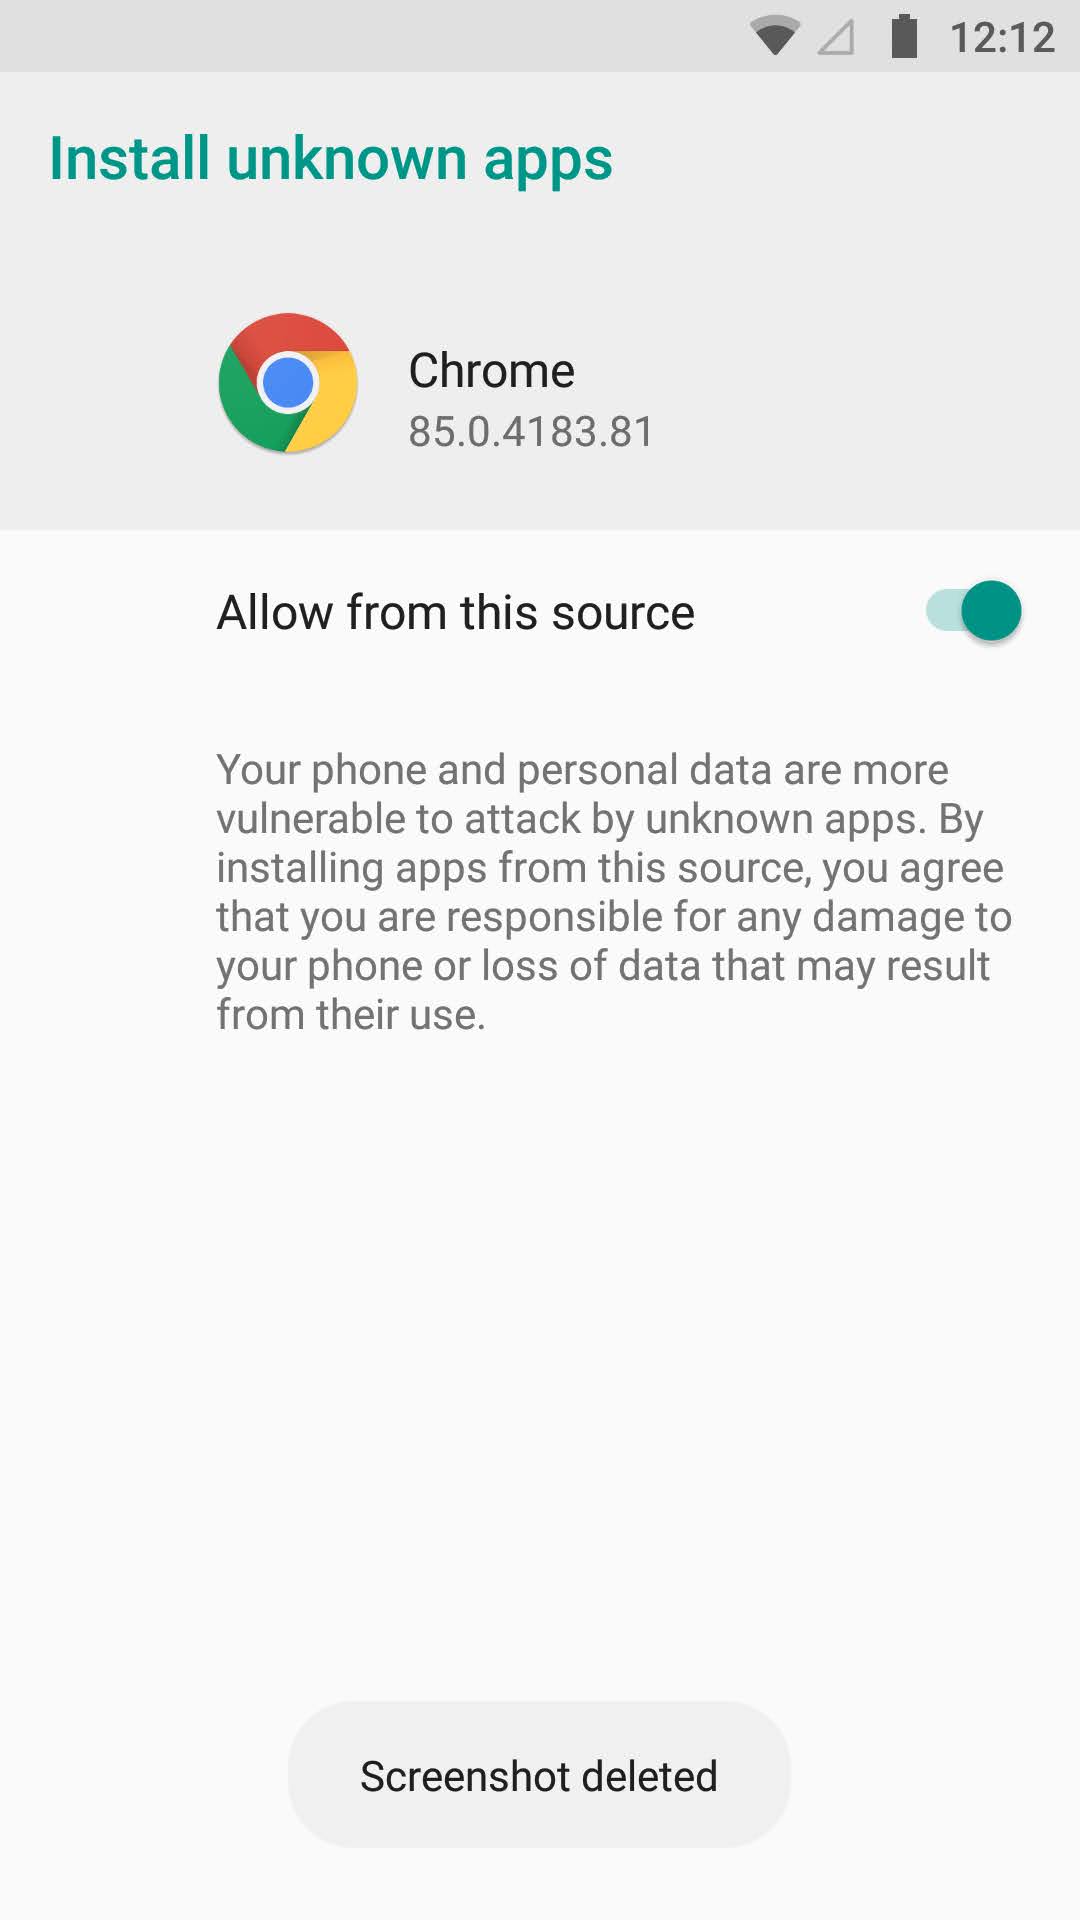 12:12
Install unknown apps
Chrome
85.0.4183.81
Allow from this source
Your phone and personal data are more
vulnerable to attack by unknown apps. By
installing apps from this source, you agree
that you are responsible for any damage to
your phone or loss of data that may result
from their use.
Screenshot deleted